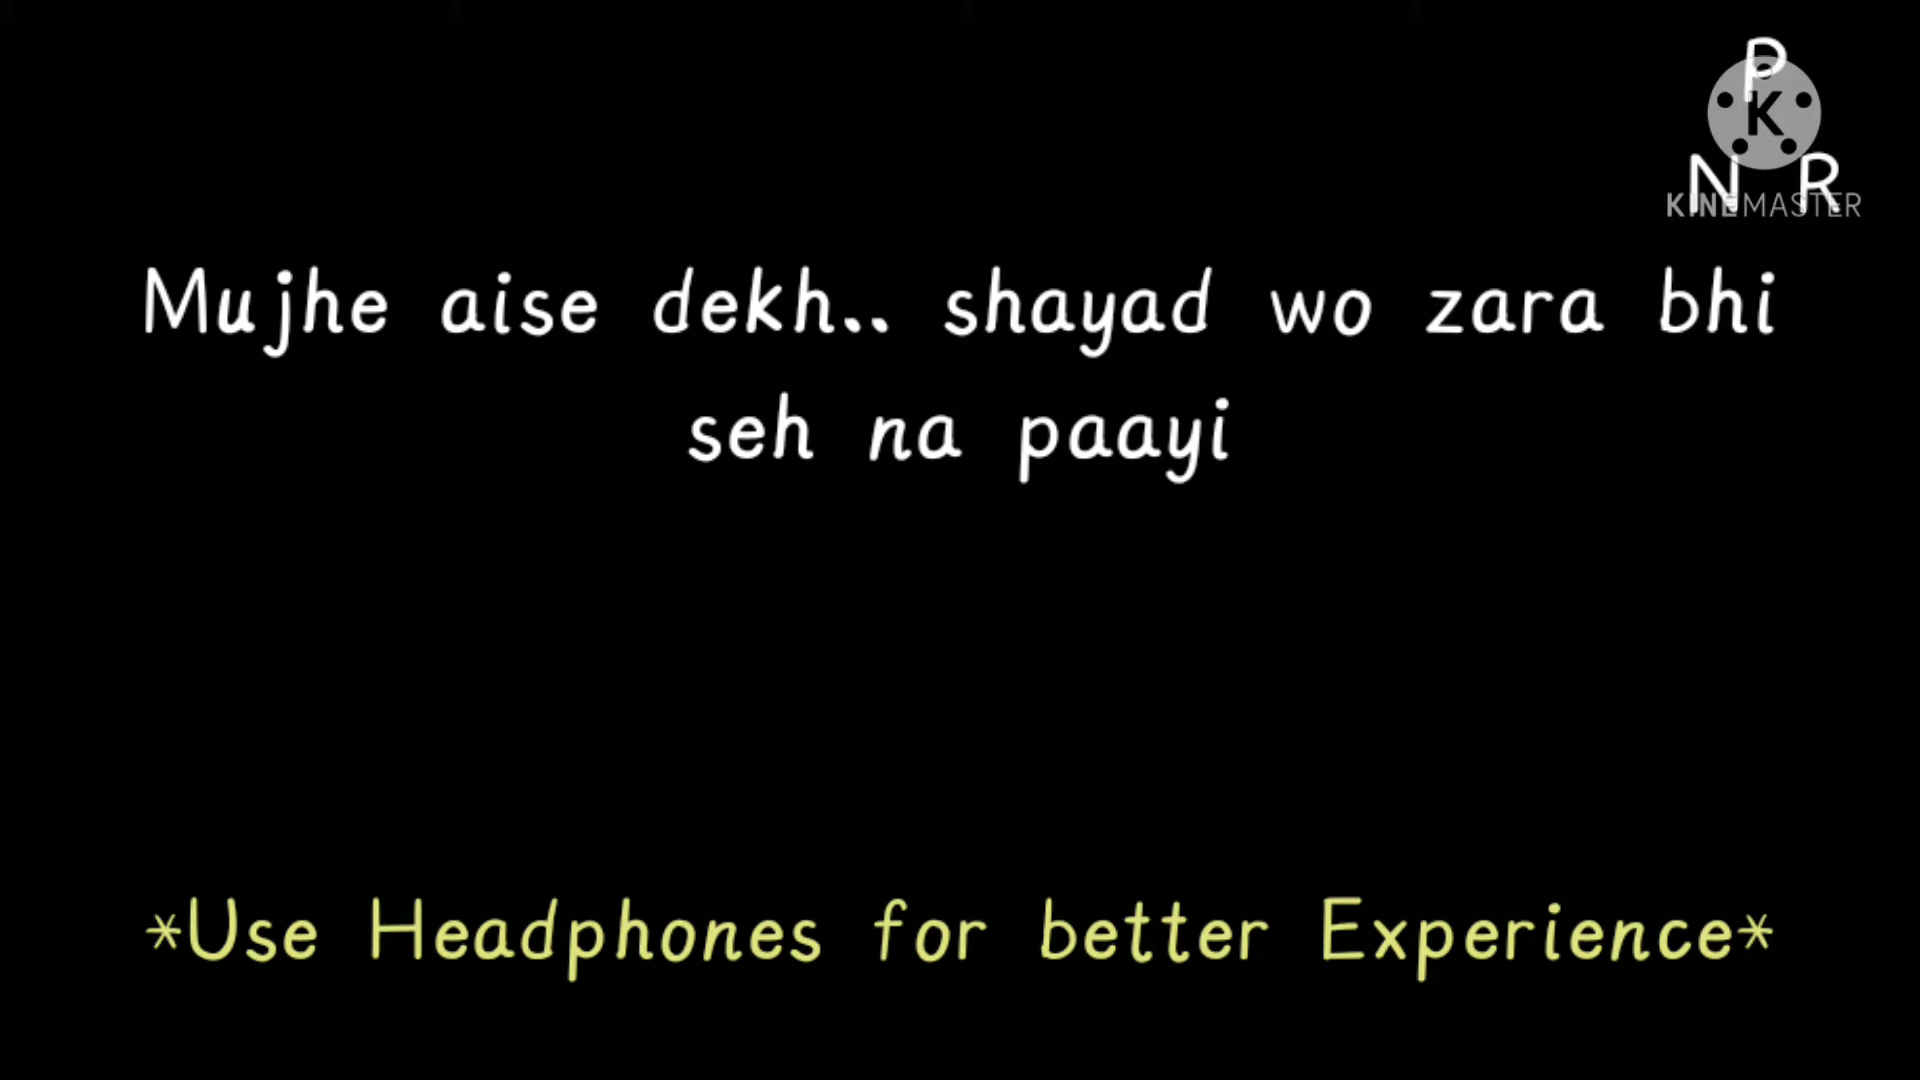 P
K
N R
KINEMASTER
Mujhe aise dekh.. shayad wo zara bhi
seh na paayi
*Use Headphones for better Experience*